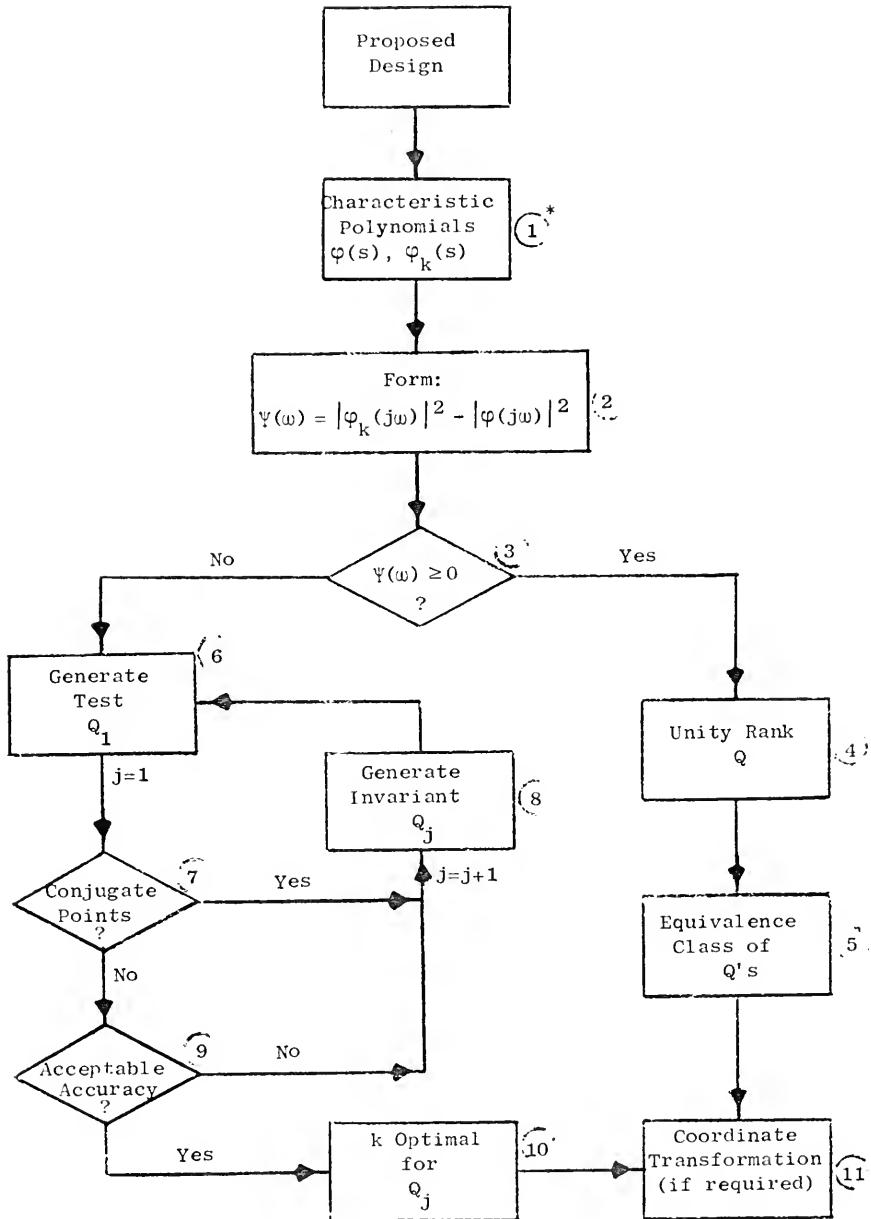 Proposed
Design
Characteristic
Polynomials
φ(s), φ_k(s)
1*
Form:
Ψ(ω) = |φ_k(jω)|² - |φ(jω)|²
2
3
No
Yes
Ψ(ω) ≥ 0
?
6
Generate
Test
Q_1
j=1
Generate
Invariant
Q_j
8
j=j+1
Unity Rank
Q
4
7
Conjugate
Points
?
Yes
No
Equivalence
Class of
Q's
5
9
Acceptable
Accuracy
?
No
Yes
k Optimal
for
Q_j
10
Coordinate
Transformation
(if required)
11